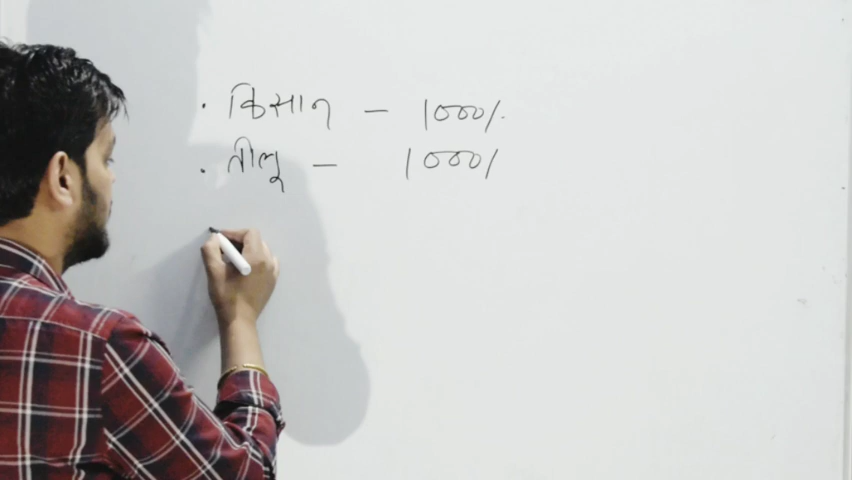 • किसान – 1000/-
• नीलू – 1000/